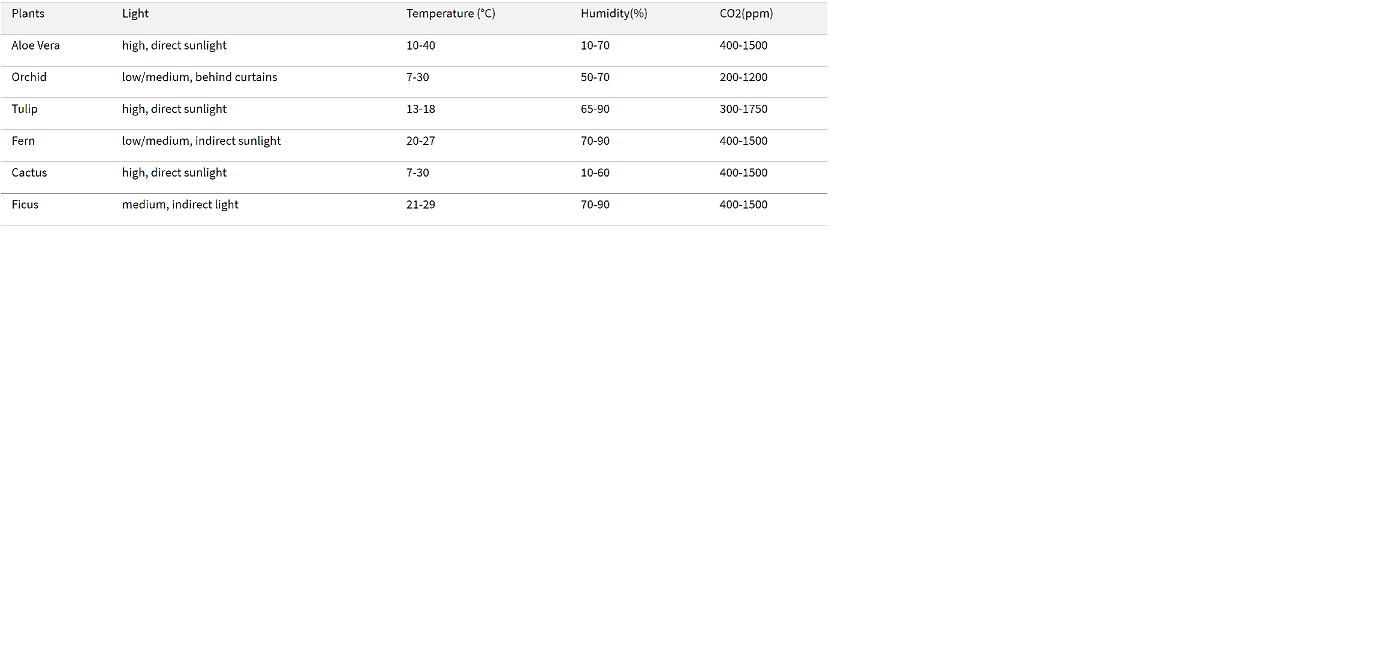 Plants Light Temperature (°C) Humidity(%) CO2(ppm)
Aloe Vera high, direct sunlight 10-40 10-70 400-1500
Orchid low/medium, behind curtains 7-30 50-70 200-1200
Tulip high, direct sunlight 13-18 65-90 300-1750
Fern low/medium, indirect sunlight 20-27 70-90 400-1500
Cactus high, direct sunlight 7-30 10-60 400-1500
Ficus medium, indirect light 21-29 70-90 400-1500